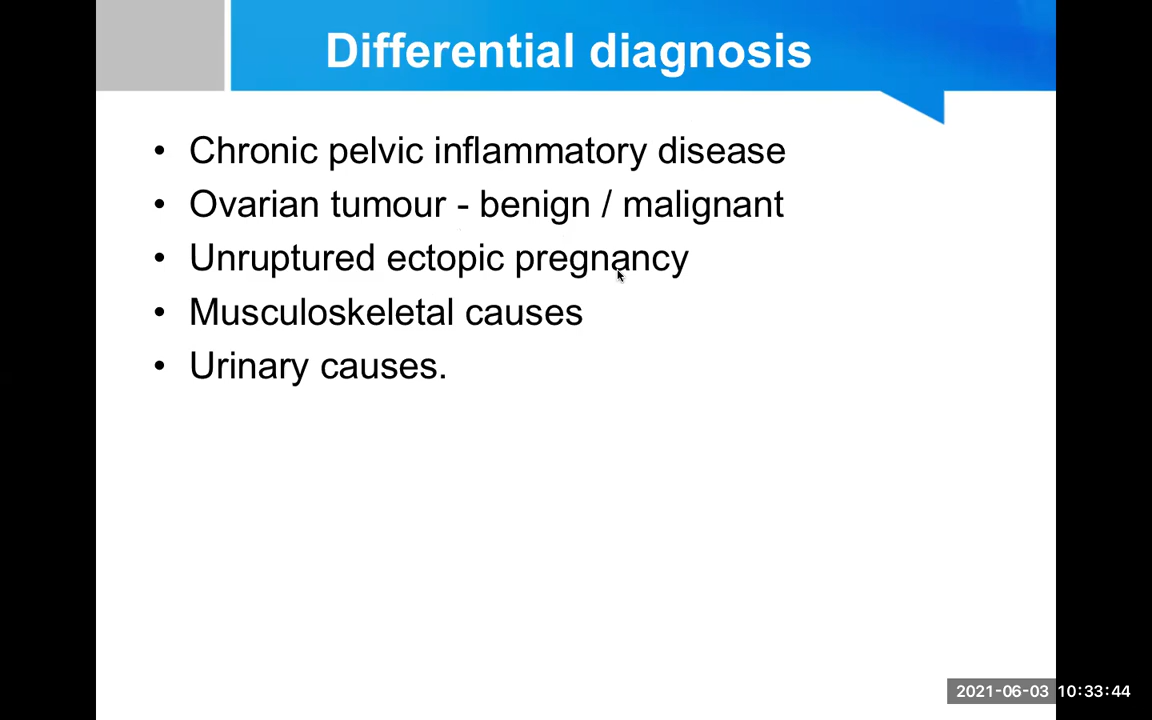 Differential diagnosis
• Chronic pelvic inflammatory disease
• Ovarian tumour - benign / malignant
• Unruptured ectopic pregnancy
• Musculoskeletal causes
• Urinary causes.
2021-06-03 10:33:44